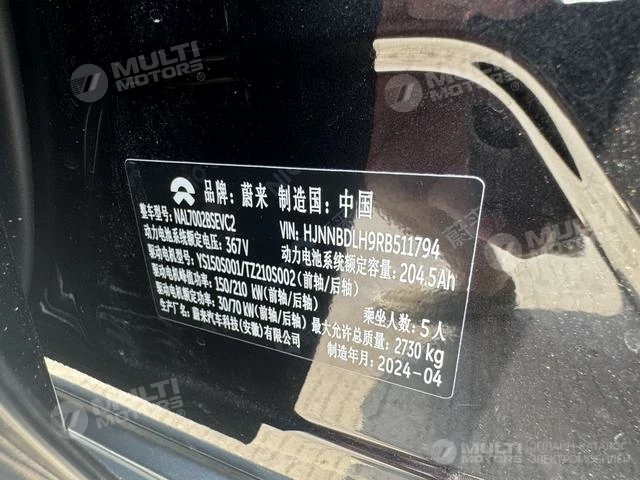 MULTI
MOTORS®
MULTI
MOTORS®
NIO
品牌: 蔚来 制造国: 中国
整车型号: NAL7002BSEVC2 VIN: HJNNBDLH9RB511794
动力电池系统额定电压: 367V 动力电池系统额定容量: 204.5Ah
驱动电机型号: YS150S001/TZ210S002 (前轴/后轴)
驱动电机峰值功率: 150/210 kW(前轴/后轴)
驱动电机额定功率: 30/70 kW(前轴/后轴) 乘坐人数: 5 人
生产厂名: 蔚来汽车科技(安徽)有限公司 最大允许总质量: 2730 kg
制造年月: 2024-04
MULTI
MOTORS
MULTI
MOTORS
ОНЛАЙН-КАТАЛОГ
ЭЛЕКТРОМОБИЛЕЙ